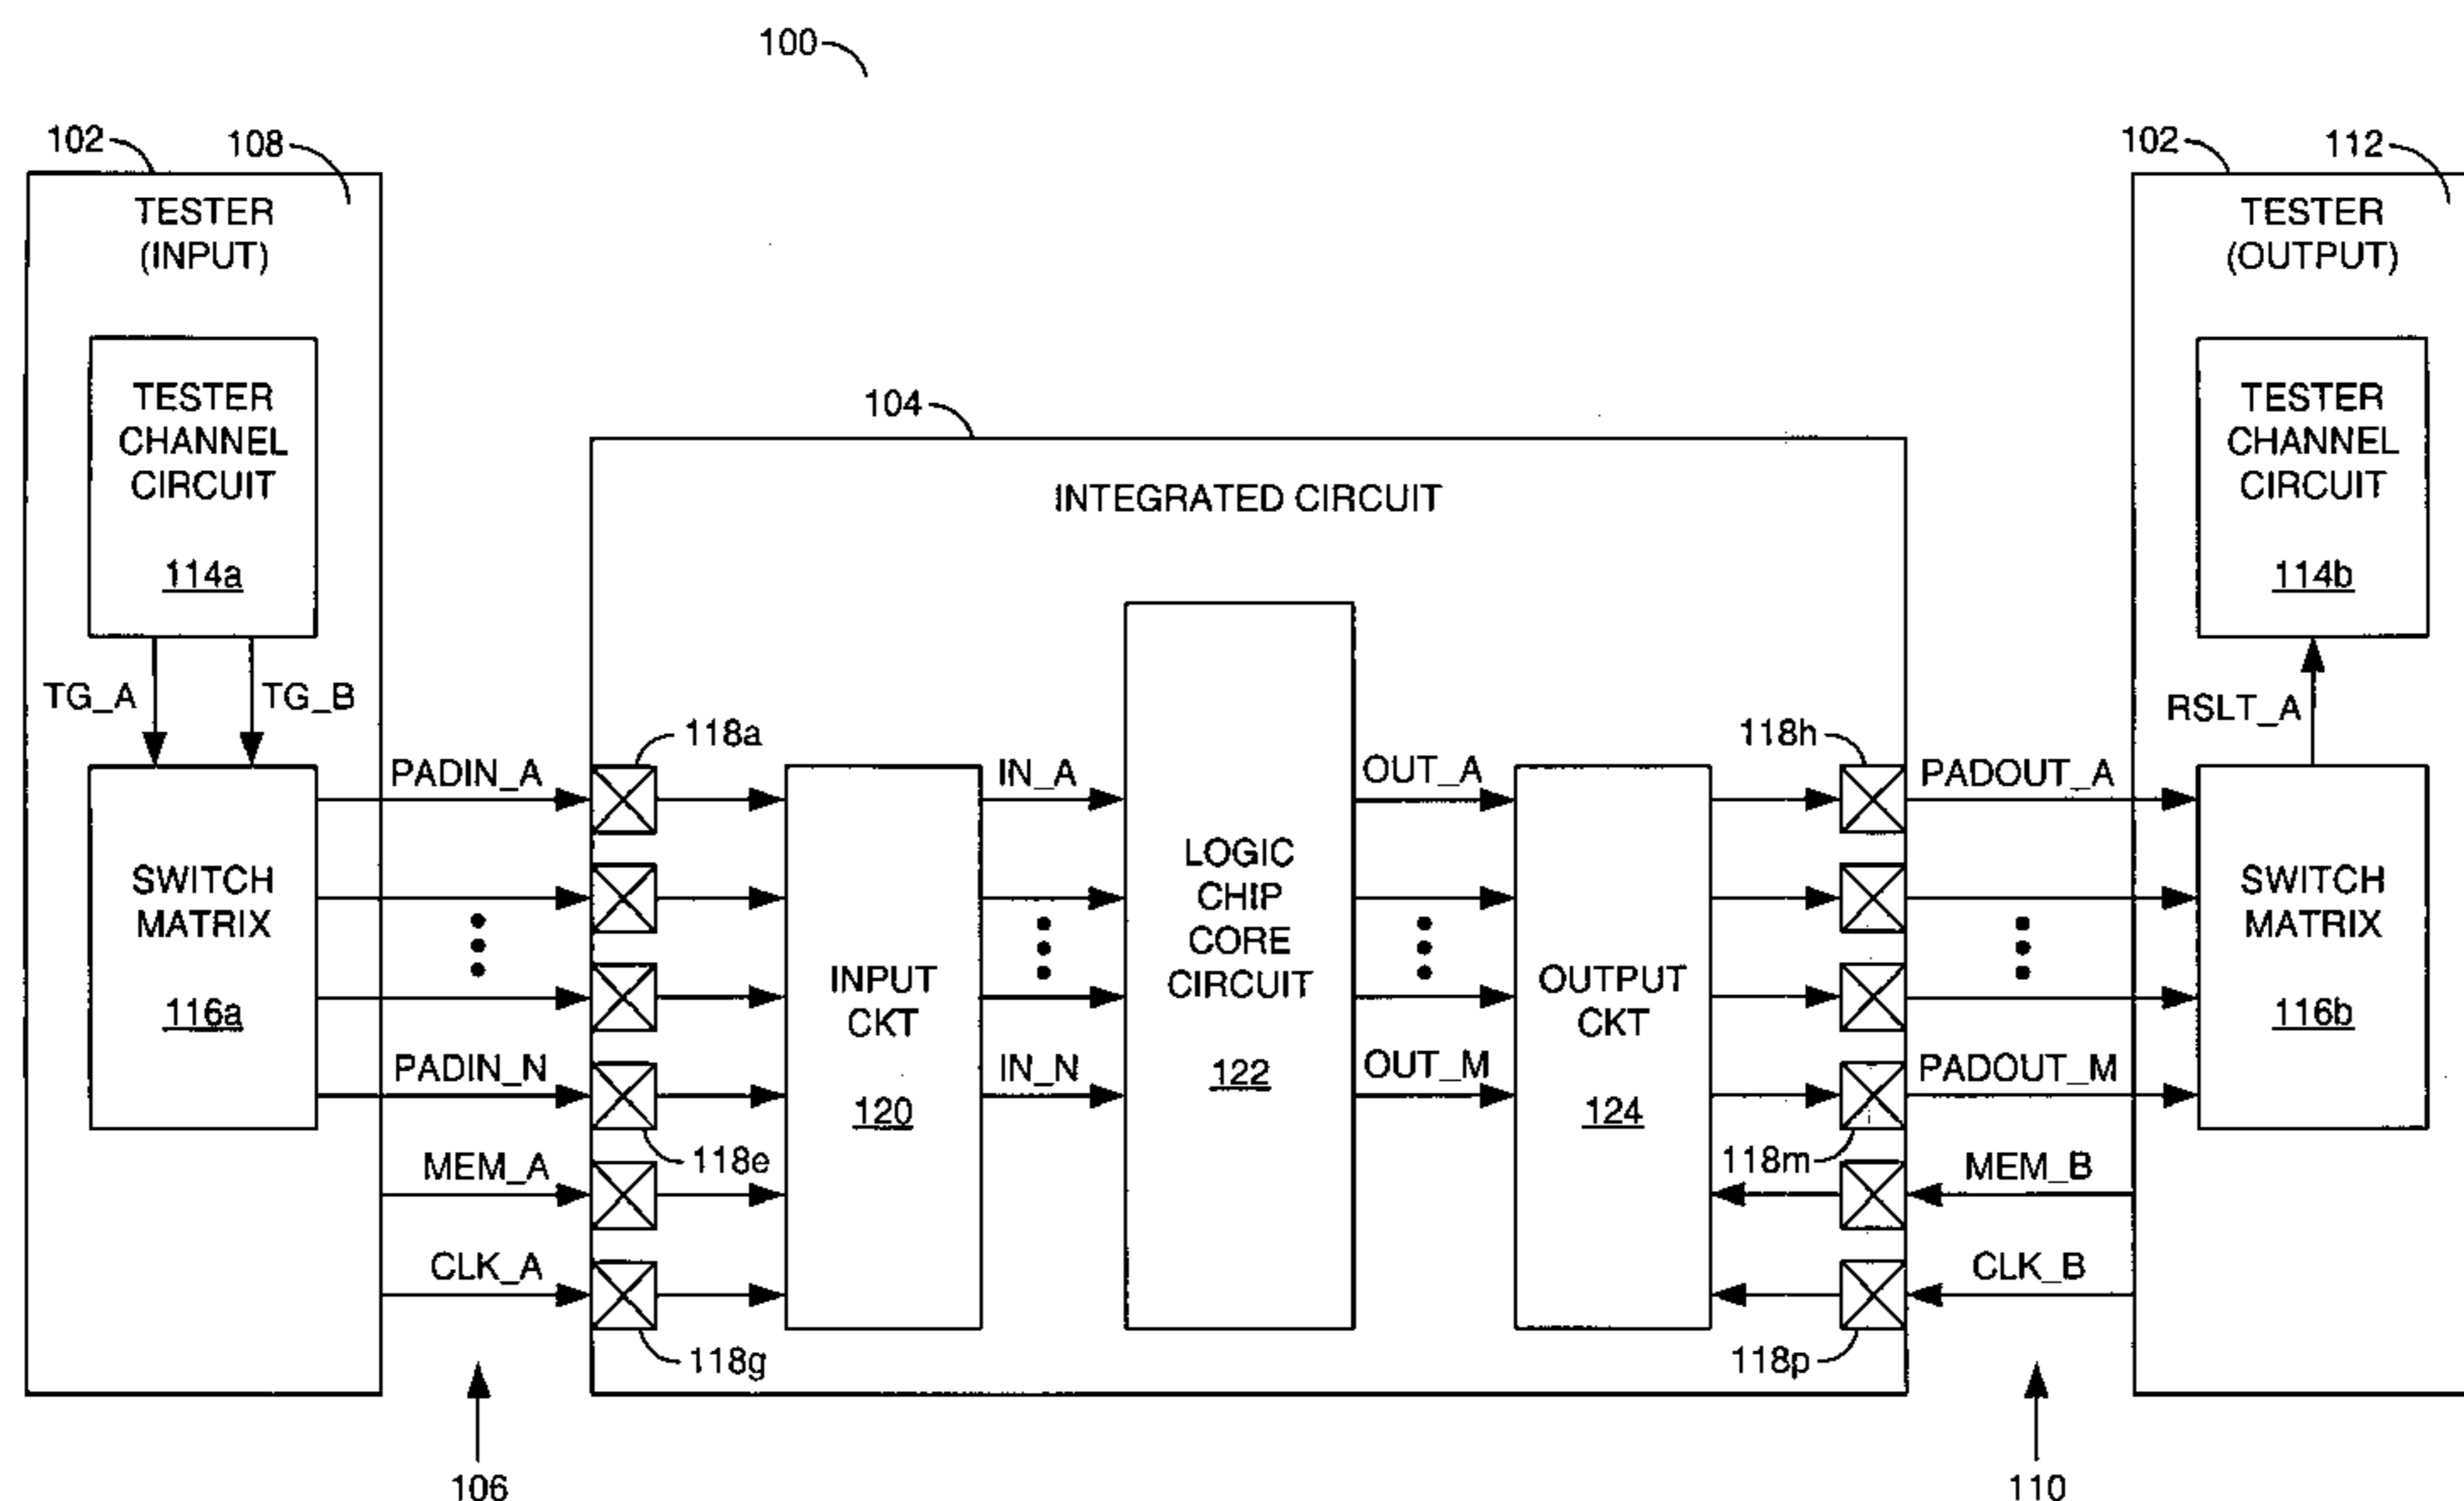 100
102
108
102
112
TESTER
(INPUT)
TESTER
(OUTPUT)
TESTER
CHANNEL
CIRCUIT
114a
TESTER
CHANNEL
CIRCUIT
114b
104
INTEGRATED CIRCUIT
TG_A
TG_B
RSLT_A
118a
118h
PADIN_A
IN_A
OUT_A
PADOUT_A
SWITCH
MATRIX
116a
INPUT
CKT
120
LOGIC
CHIP
CORE
CIRCUIT
122
OUTPUT
CKT
124
SWITCH
MATRIX
116b
PADIN_N
IN_N
OUT_M
PADOUT_M
118e
118m
MEM_A
MEM_B
CLK_A
CLK_B
118g
118p
106
110